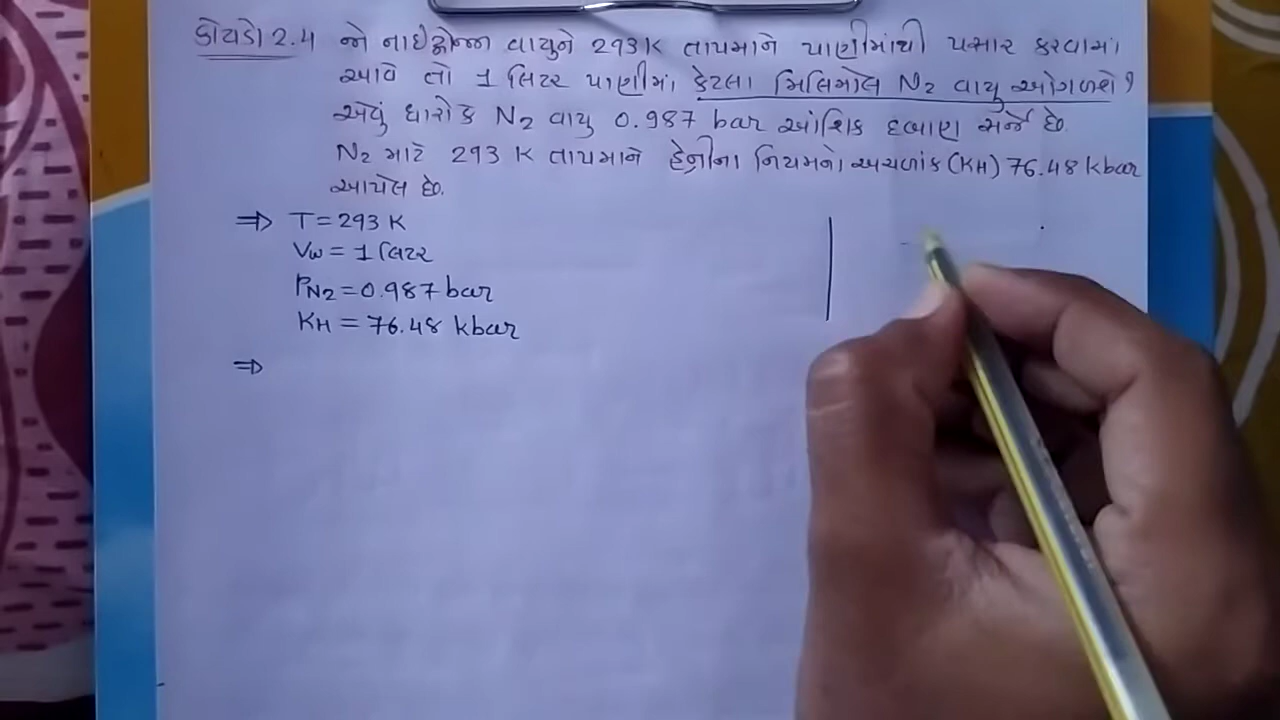 કોયડો 2.4 જો નાઈટ્રોજન વાયુને 293K તાપમાને પાણીમાંથી પસાર કરવામાં
આવે તો 1 લિટર પાણીમાં કેટલા મિલિમોલ N2 વાયુ ઓગળશે?
એવું ધારો કે N2 વાયુ 0.987 bar આંશિક દબાણ સર્જે છે.
N2 માટે 293 K તાપમાને હેન્રીના નિયમનો અચળાંક (KH) 76.48 kbar
આપેલ છે.
⇒ T = 293 K
Vw = 1 લિટર
PN2 = 0.987 bar
KH = 76.48 kbar
⇒